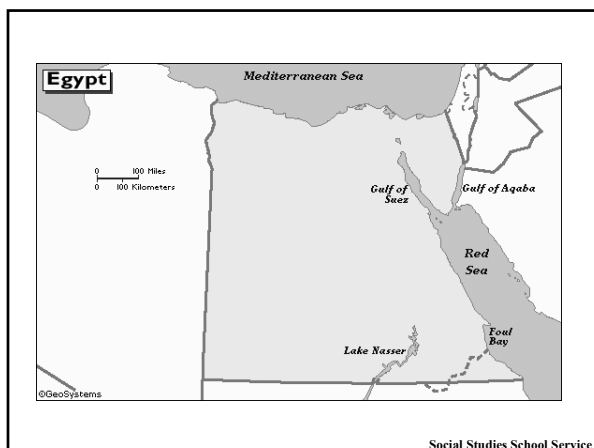 Egypt
Mediterranean Sea
0 100 Miles
0 100 Kilometers
Gulf of
Suez
Gulf of Aqaba
Red
Sea
Foul
Bay
Lake Nasser
©GeoSystems
Social Studies School Service